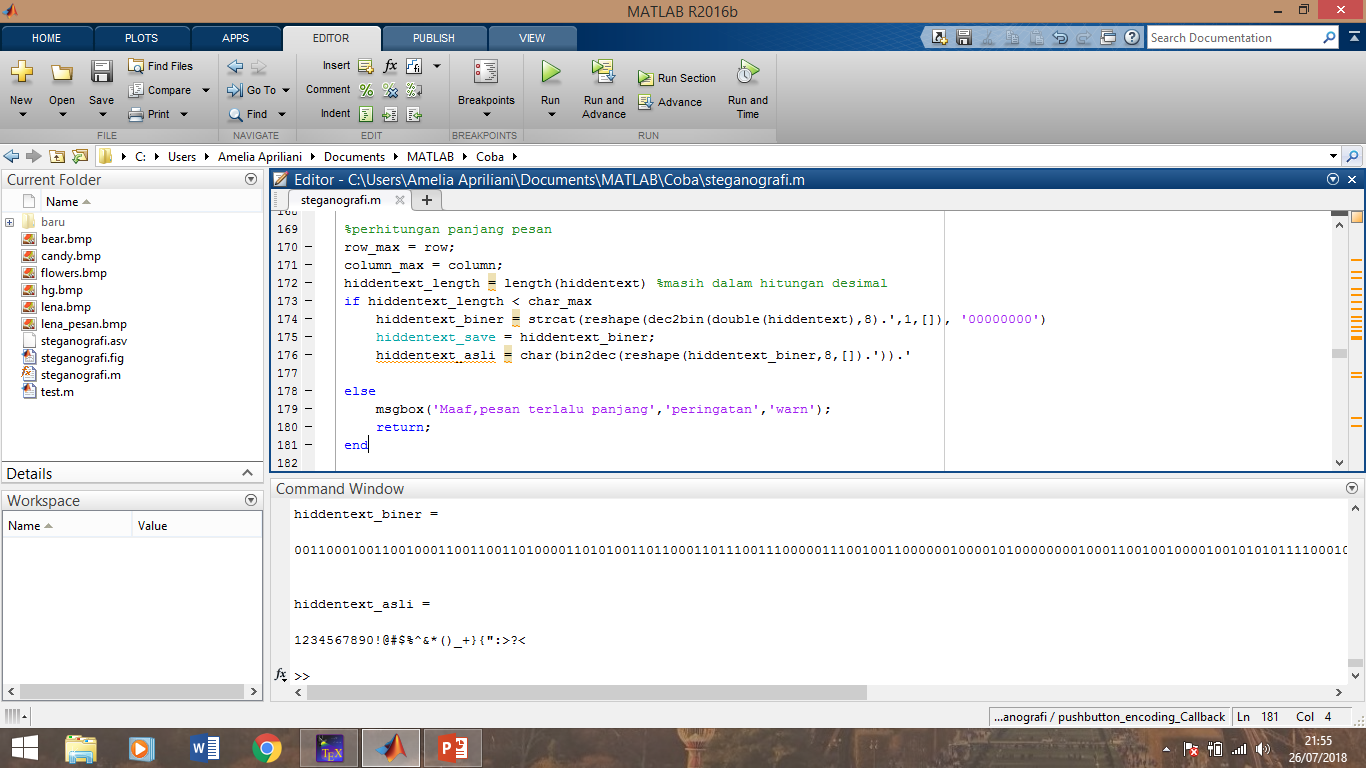 MATLAB R2016b
HOME PLOTS APPS EDITOR PUBLISH VIEW Search Documentation
New Open Save Find Files Compare Print
Go To Find
Insert Comment Indent
Breakpoints
Run Run and Advance Run Section Advance Run and Time
FILE NAVIGATE EDIT BREAKPOINTS RUN
C: Users Amelia Apriliani Documents MATLAB Coba
Current Folder
Name
baru
bear.bmp
candy.bmp
flowers.bmp
hg.bmp
lena.bmp
lena_pesan.bmp
steganografi.asv
steganografi.fig
steganografi.m
test.m
Details
Workspace
Name Value
Editor - C:\Users\Amelia Apriliani\Documents\MATLAB\Coba\steganografi.m
steganografi.m
168
169 %perhitungan panjang pesan
170 – row_max = row;
171 – column_max = column;
172 – hiddentext_length = length(hiddentext) %masih dalam hitungan desimal
173 – if hiddentext_length < char_max
174 – hiddentext_biner = strcat(reshape(dec2bin(double(hiddentext),8).',1,[]), '00000000')
175 – hiddentext_save = hiddentext_biner;
176 – hiddentext_asli = char(bin2dec(reshape(hiddentext_biner,8,[]).')).'
177
178 – else
179 – msgbox('Maaf,pesan terlalu panjang','peringatan','warn');
180 – return;
181 – end
182
Command Window
hiddentext_biner =
hiddentext_asli =
1234567890!@#$%^&*()_+}{":>?<
fx >>
...anografi / pushbutton_encoding_Callback Ln 181 Col 4
21:55
26/07/2018